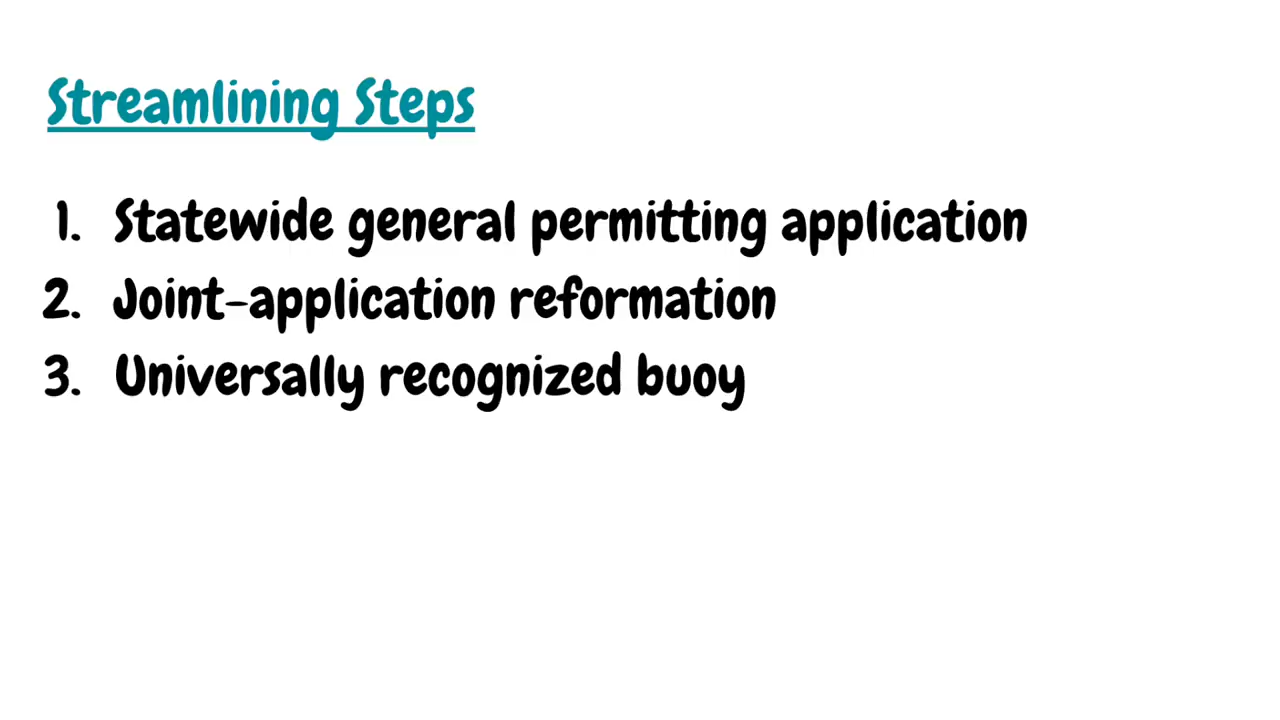 Streamlining Steps
1. Statewide general permitting application
2. Joint-application reformation
3. Universally recognized buoy